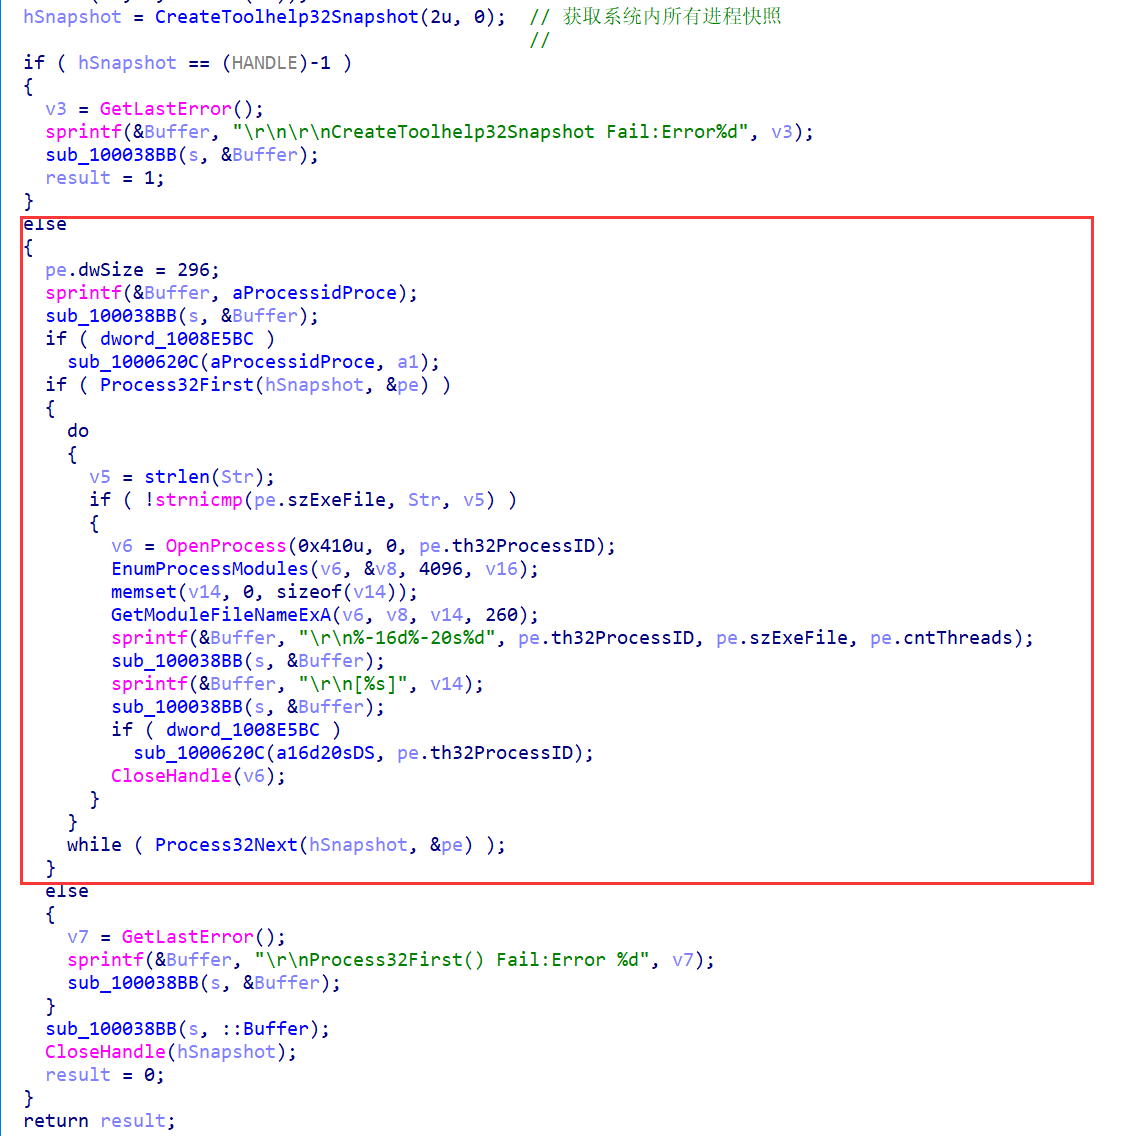 hSnapshot = CreateToolhelp32Snapshot(2u, 0);  // 获取系统内所有进程快照
//
if ( hSnapshot == (HANDLE)-1 )
{
v3 = GetLastError();
sprintf(&Buffer, "\r\n\r\nCreateToolhelp32Snapshot Fail:Error%d", v3);
sub_100038BB(s, &Buffer);
result = 1;
}
else
{
pe.dwSize = 296;
sprintf(&Buffer, aProcessidProce);
sub_100038BB(s, &Buffer);
if ( dword_1008E5BC )
sub_1000620C(aProcessidProce, a1);
if ( Process32First(hSnapshot, &pe) )
{
do
{
v5 = strlen(Str);
if ( !strnicmp(pe.szExeFile, Str, v5) )
{
v6 = OpenProcess(0x410u, 0, pe.th32ProcessID);
EnumProcessModules(v6, &v8, 4096, v16);
memset(v14, 0, sizeof(v14));
GetModuleFileNameExA(v6, v8, v14, 260);
sprintf(&Buffer, "\r\n%-16d%-20s%d", pe.th32ProcessID, pe.szExeFile, pe.cntThreads);
sub_100038BB(s, &Buffer);
sprintf(&Buffer, "\r\n[%s]", v14);
sub_100038BB(s, &Buffer);
if ( dword_1008E5BC )
sub_1000620C(a16d20sDS, pe.th32ProcessID);
CloseHandle(v6);
}
}
while ( Process32Next(hSnapshot, &pe) );
}
else
{
v7 = GetLastError();
sprintf(&Buffer, "\r\nProcess32First() Fail:Error %d", v7);
sub_100038BB(s, &Buffer);
}
sub_100038BB(s, ::Buffer);
CloseHandle(hSnapshot);
result = 0;
}
return result;